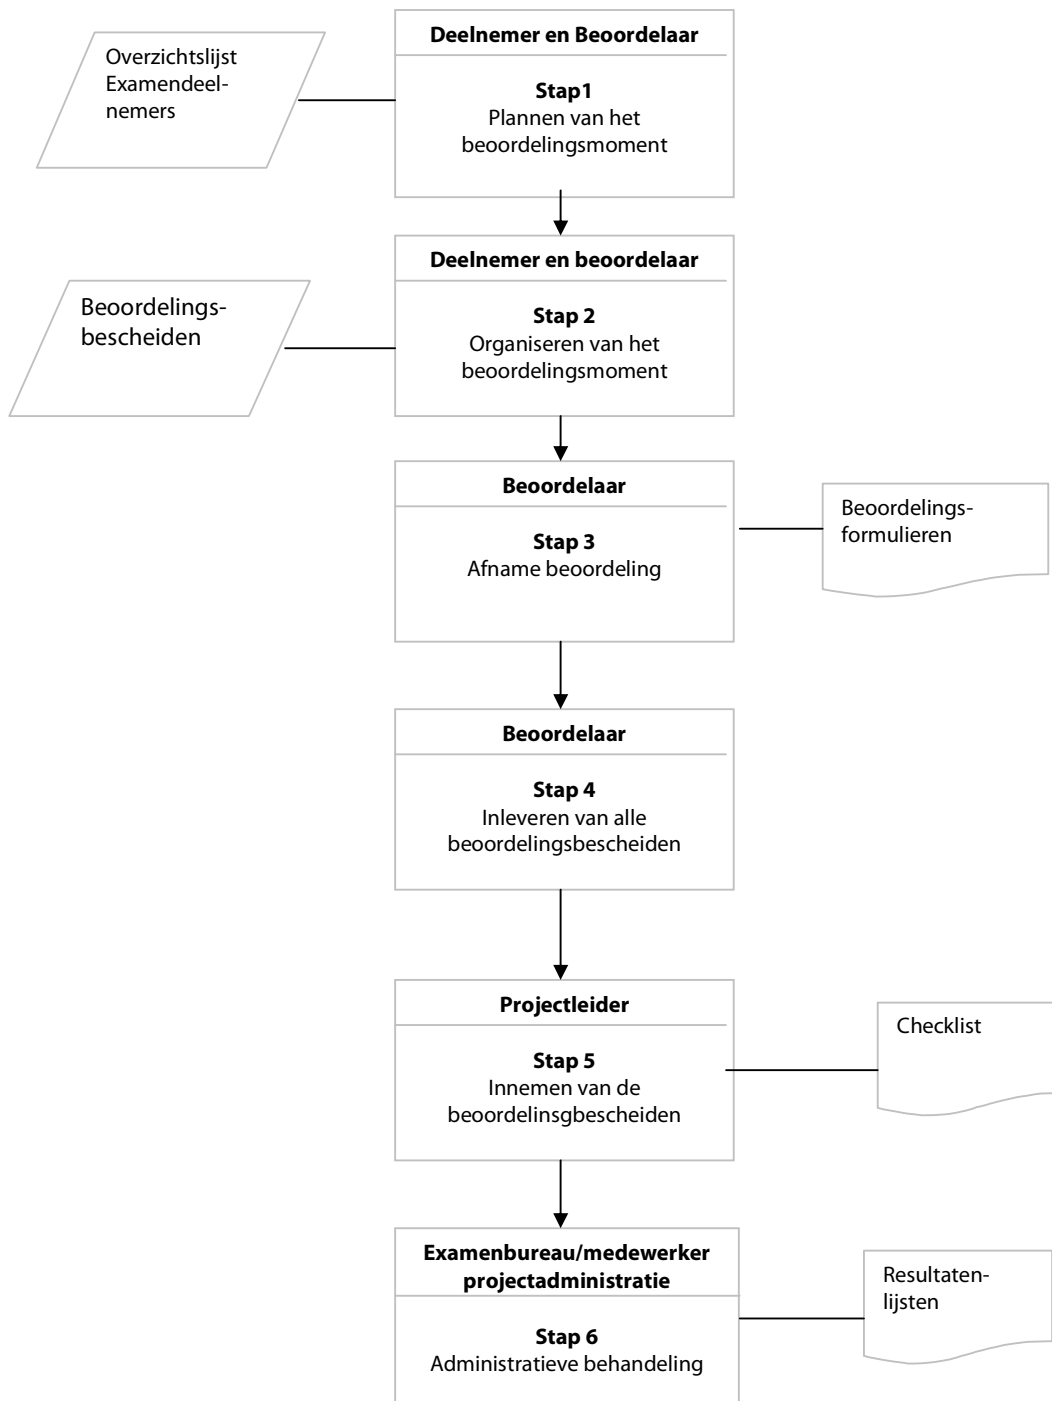 Overzichtslijst
Examendeel-
nemers
Deelnemer en Beoordelaar
Stap1
Plannen van het
beoordelingsmoment
Beoordelings-
bescheiden
Deelnemer en beoordelaar
Stap 2
Organiseren van het
beoordelingsmoment
Beoordelaar
Stap 3
Afname beoordeling
Beoordelings-
formulieren
Beoordelaar
Stap 4
Inleveren van alle
beoordelingsbescheiden
Projectleider
Stap 5
Innemen van de
beoordelinsgbescheiden
Checklist
Examenbureau/medewerker
projectadministratie
Stap 6
Administratieve behandeling
Resultaten-
lijsten